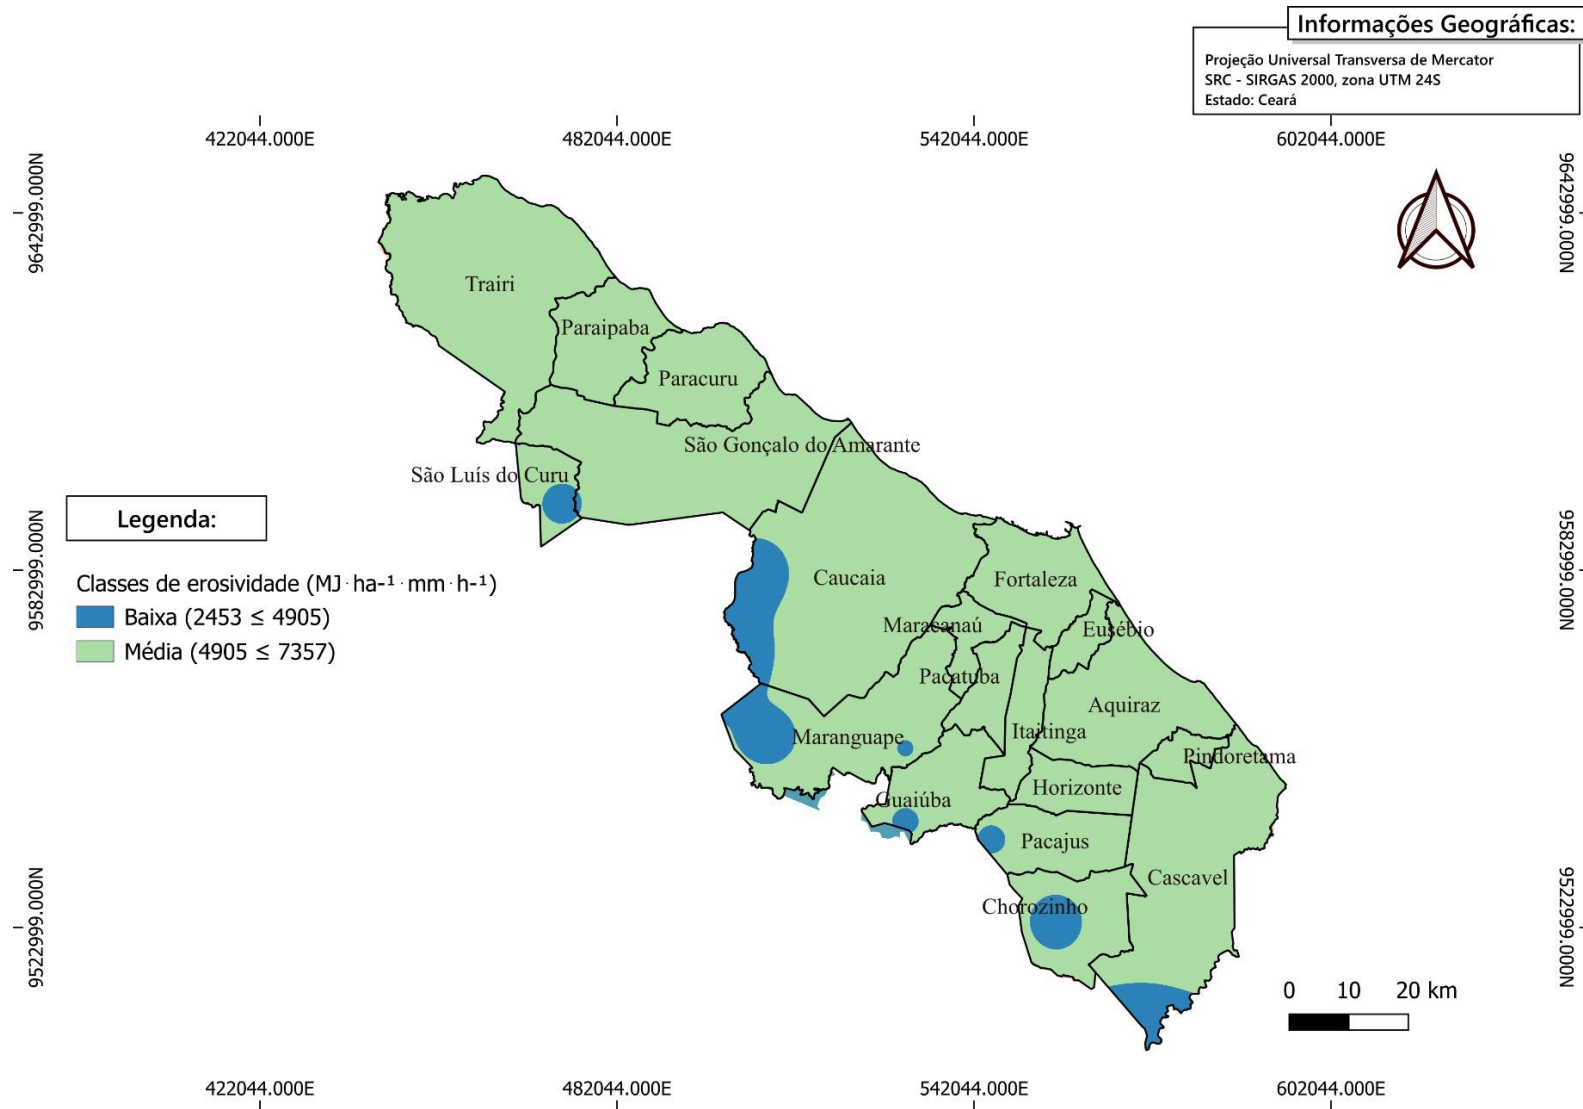 Informações Geográficas:
Projeção Universal Transversa de Mercator
SRC - SIRGAS 2000, zona UTM 24S
Estado: Ceará
422044.000E
482044.000E
542044.000E
602044.000E
9642999.000N
9642999.000N
Trairi
Paraipaba
Paracuru
São Gonçalo do Amarante
São Luís do Curu
Legenda:
9582999.000N
9582999.000N
Classes de erosividade (MJ·ha-¹·mm·h-¹)
Baixa (2453 ≤ 4905)
Média (4905 ≤ 7357)
Caucaia
Fortaleza
Maracanaú
Eusébio
Pacatuba
Aquiraz
Itaitinga
Maranguape
Pindoretama
Horizonte
Guaiúba
Pacajus
Cascavel
Chorozinho
9522999.000N
9522999.000N
0 10 20 km
422044.000E
482044.000E
542044.000E
602044.000E